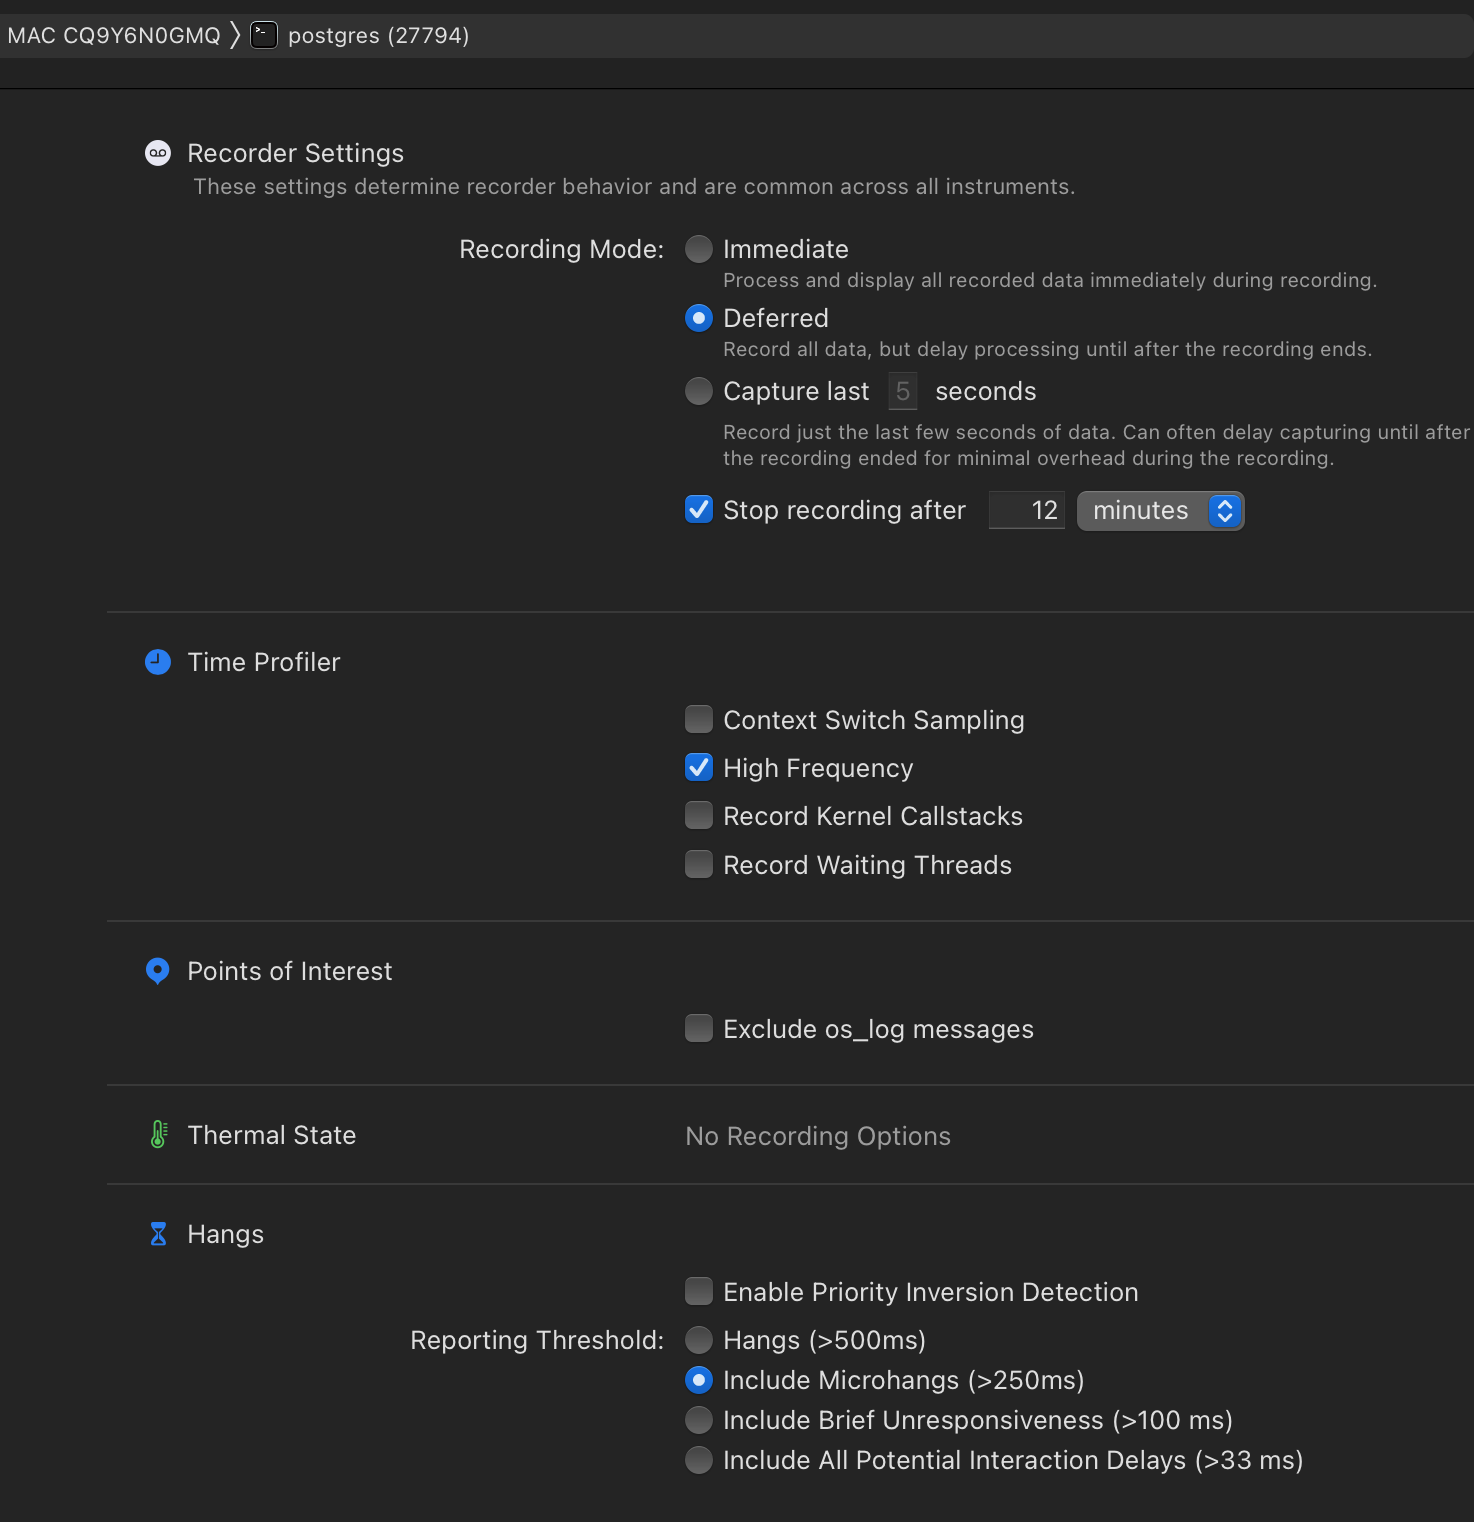 MAC CQ9Y6N0GMQ 〉 postgres (27794)
Recorder Settings
These settings determine recorder behavior and are common across all instruments.
Recording Mode: Immediate
Process and display all recorded data immediately during recording.
Deferred
Record all data, but delay processing until after the recording ends.
Capture last 5 seconds
Record just the last few seconds of data. Can often delay capturing until after
the recording ended for minimal overhead during the recording.
Stop recording after 12 minutes
Time Profiler
Context Switch Sampling
High Frequency
Record Kernel Callstacks
Record Waiting Threads
Points of Interest
Exclude os_log messages
Thermal State No Recording Options
Hangs
Enable Priority Inversion Detection
Reporting Threshold: Hangs (>500ms)
Include Microhangs (>250ms)
Include Brief Unresponsiveness (>100 ms)
Include All Potential Interaction Delays (>33 ms)